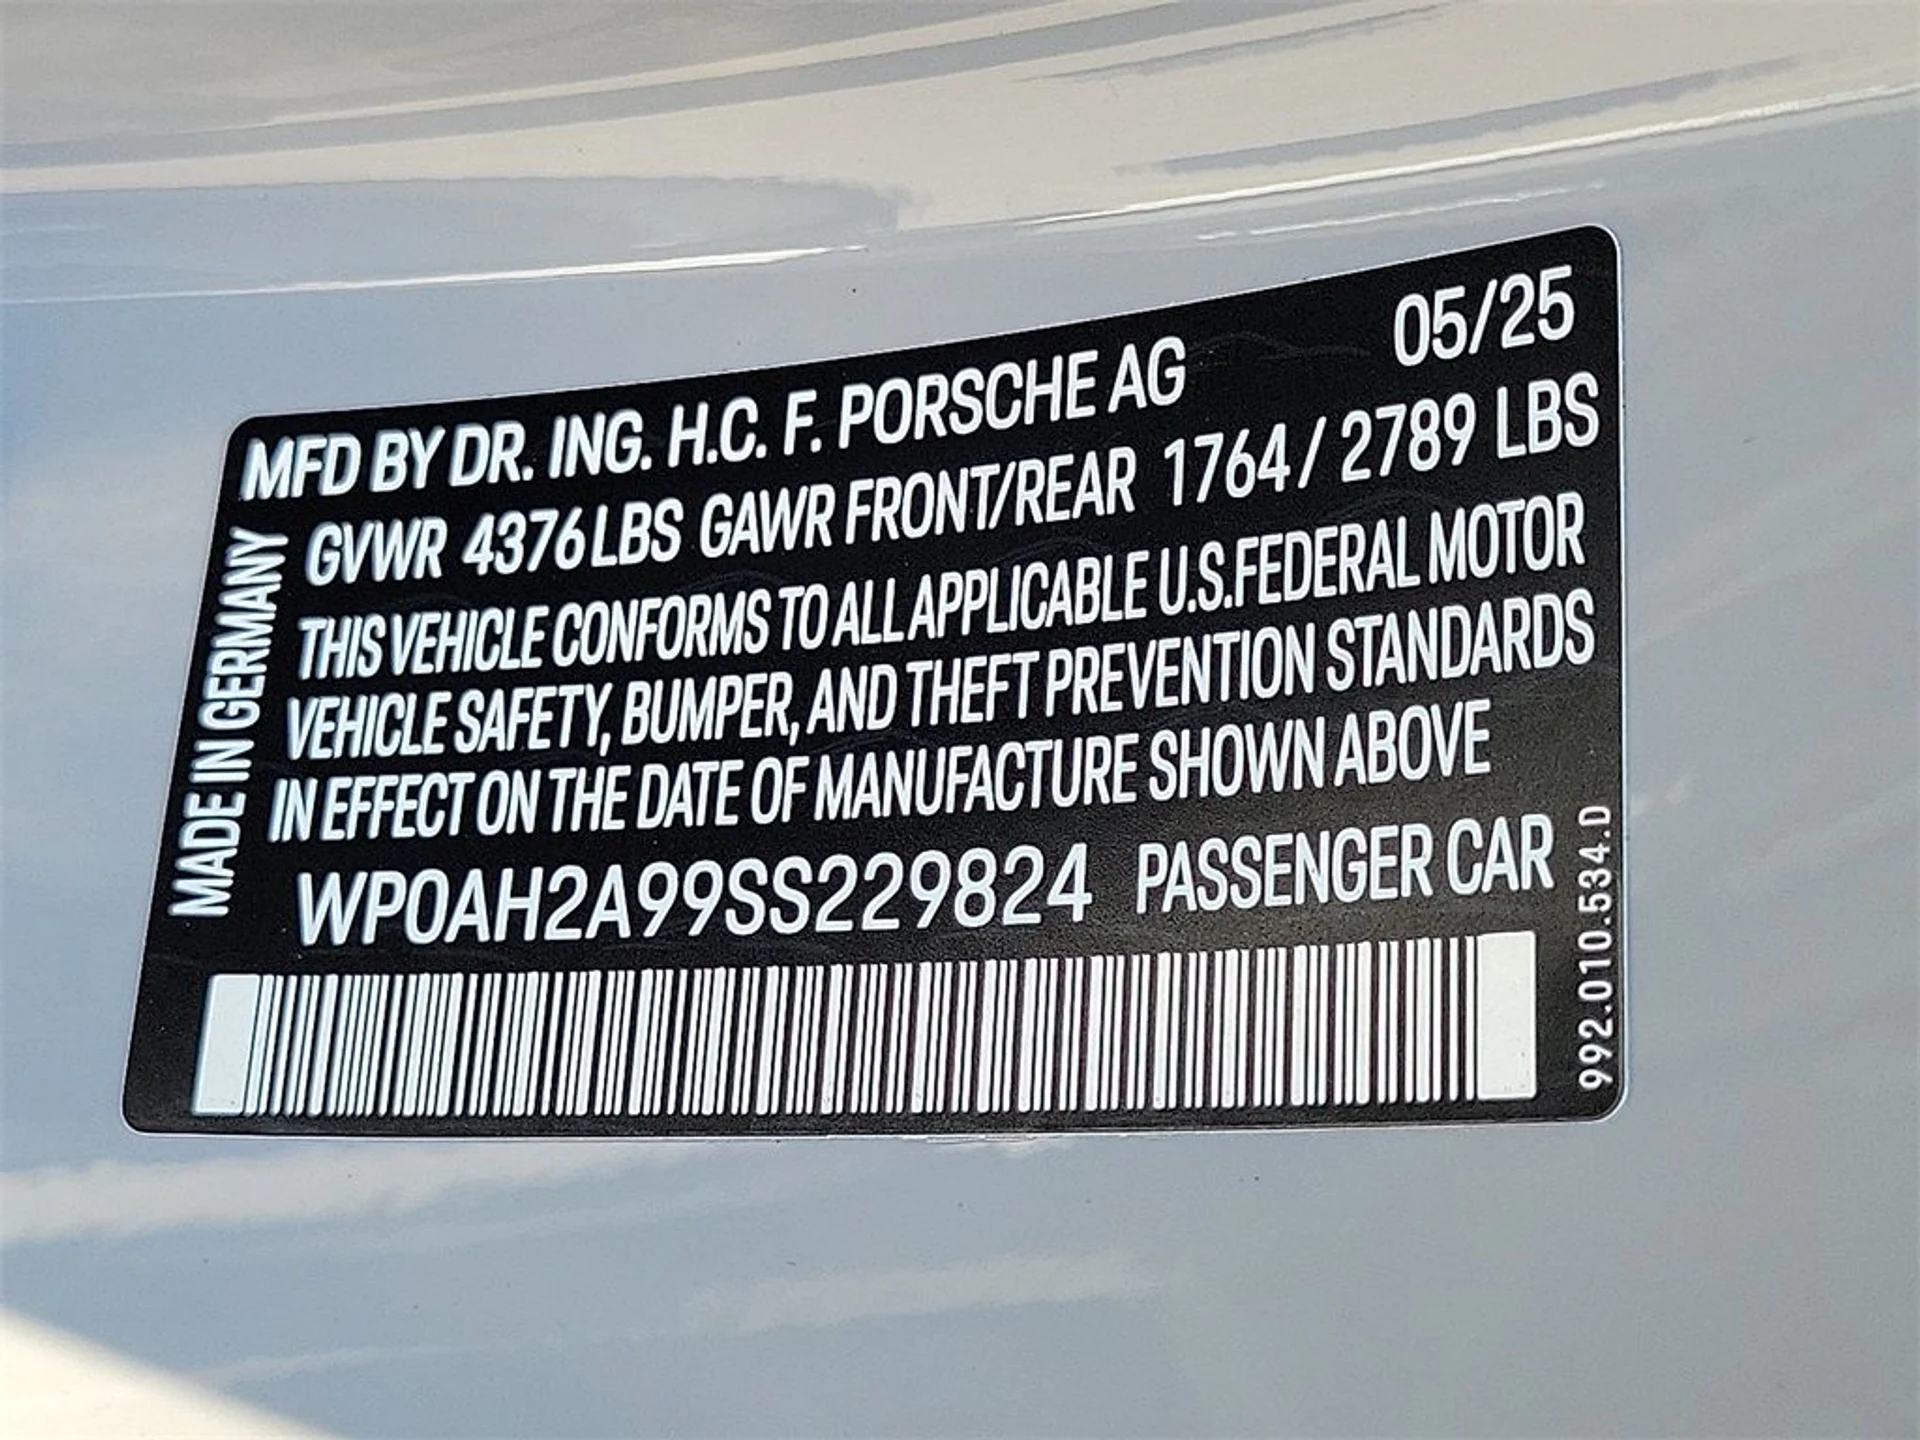 MFD BY DR. ING. H.C. F. PORSCHE AG 05/25
GVWR 4376LBS GAWR FRONT/REAR 1764/2789 LBS
THIS VEHICLE CONFORMS TO ALL APPLICABLE U.S.FEDERAL MOTOR
VEHICLE SAFETY, BUMPER, AND THEFT PREVENTION STANDARDS
IN EFFECT ON THE DATE OF MANUFACTURE SHOWN ABOVE
WP0AH2A99SS229824 PASSENGER CAR
MADE IN GERMANY
992.010.534.D